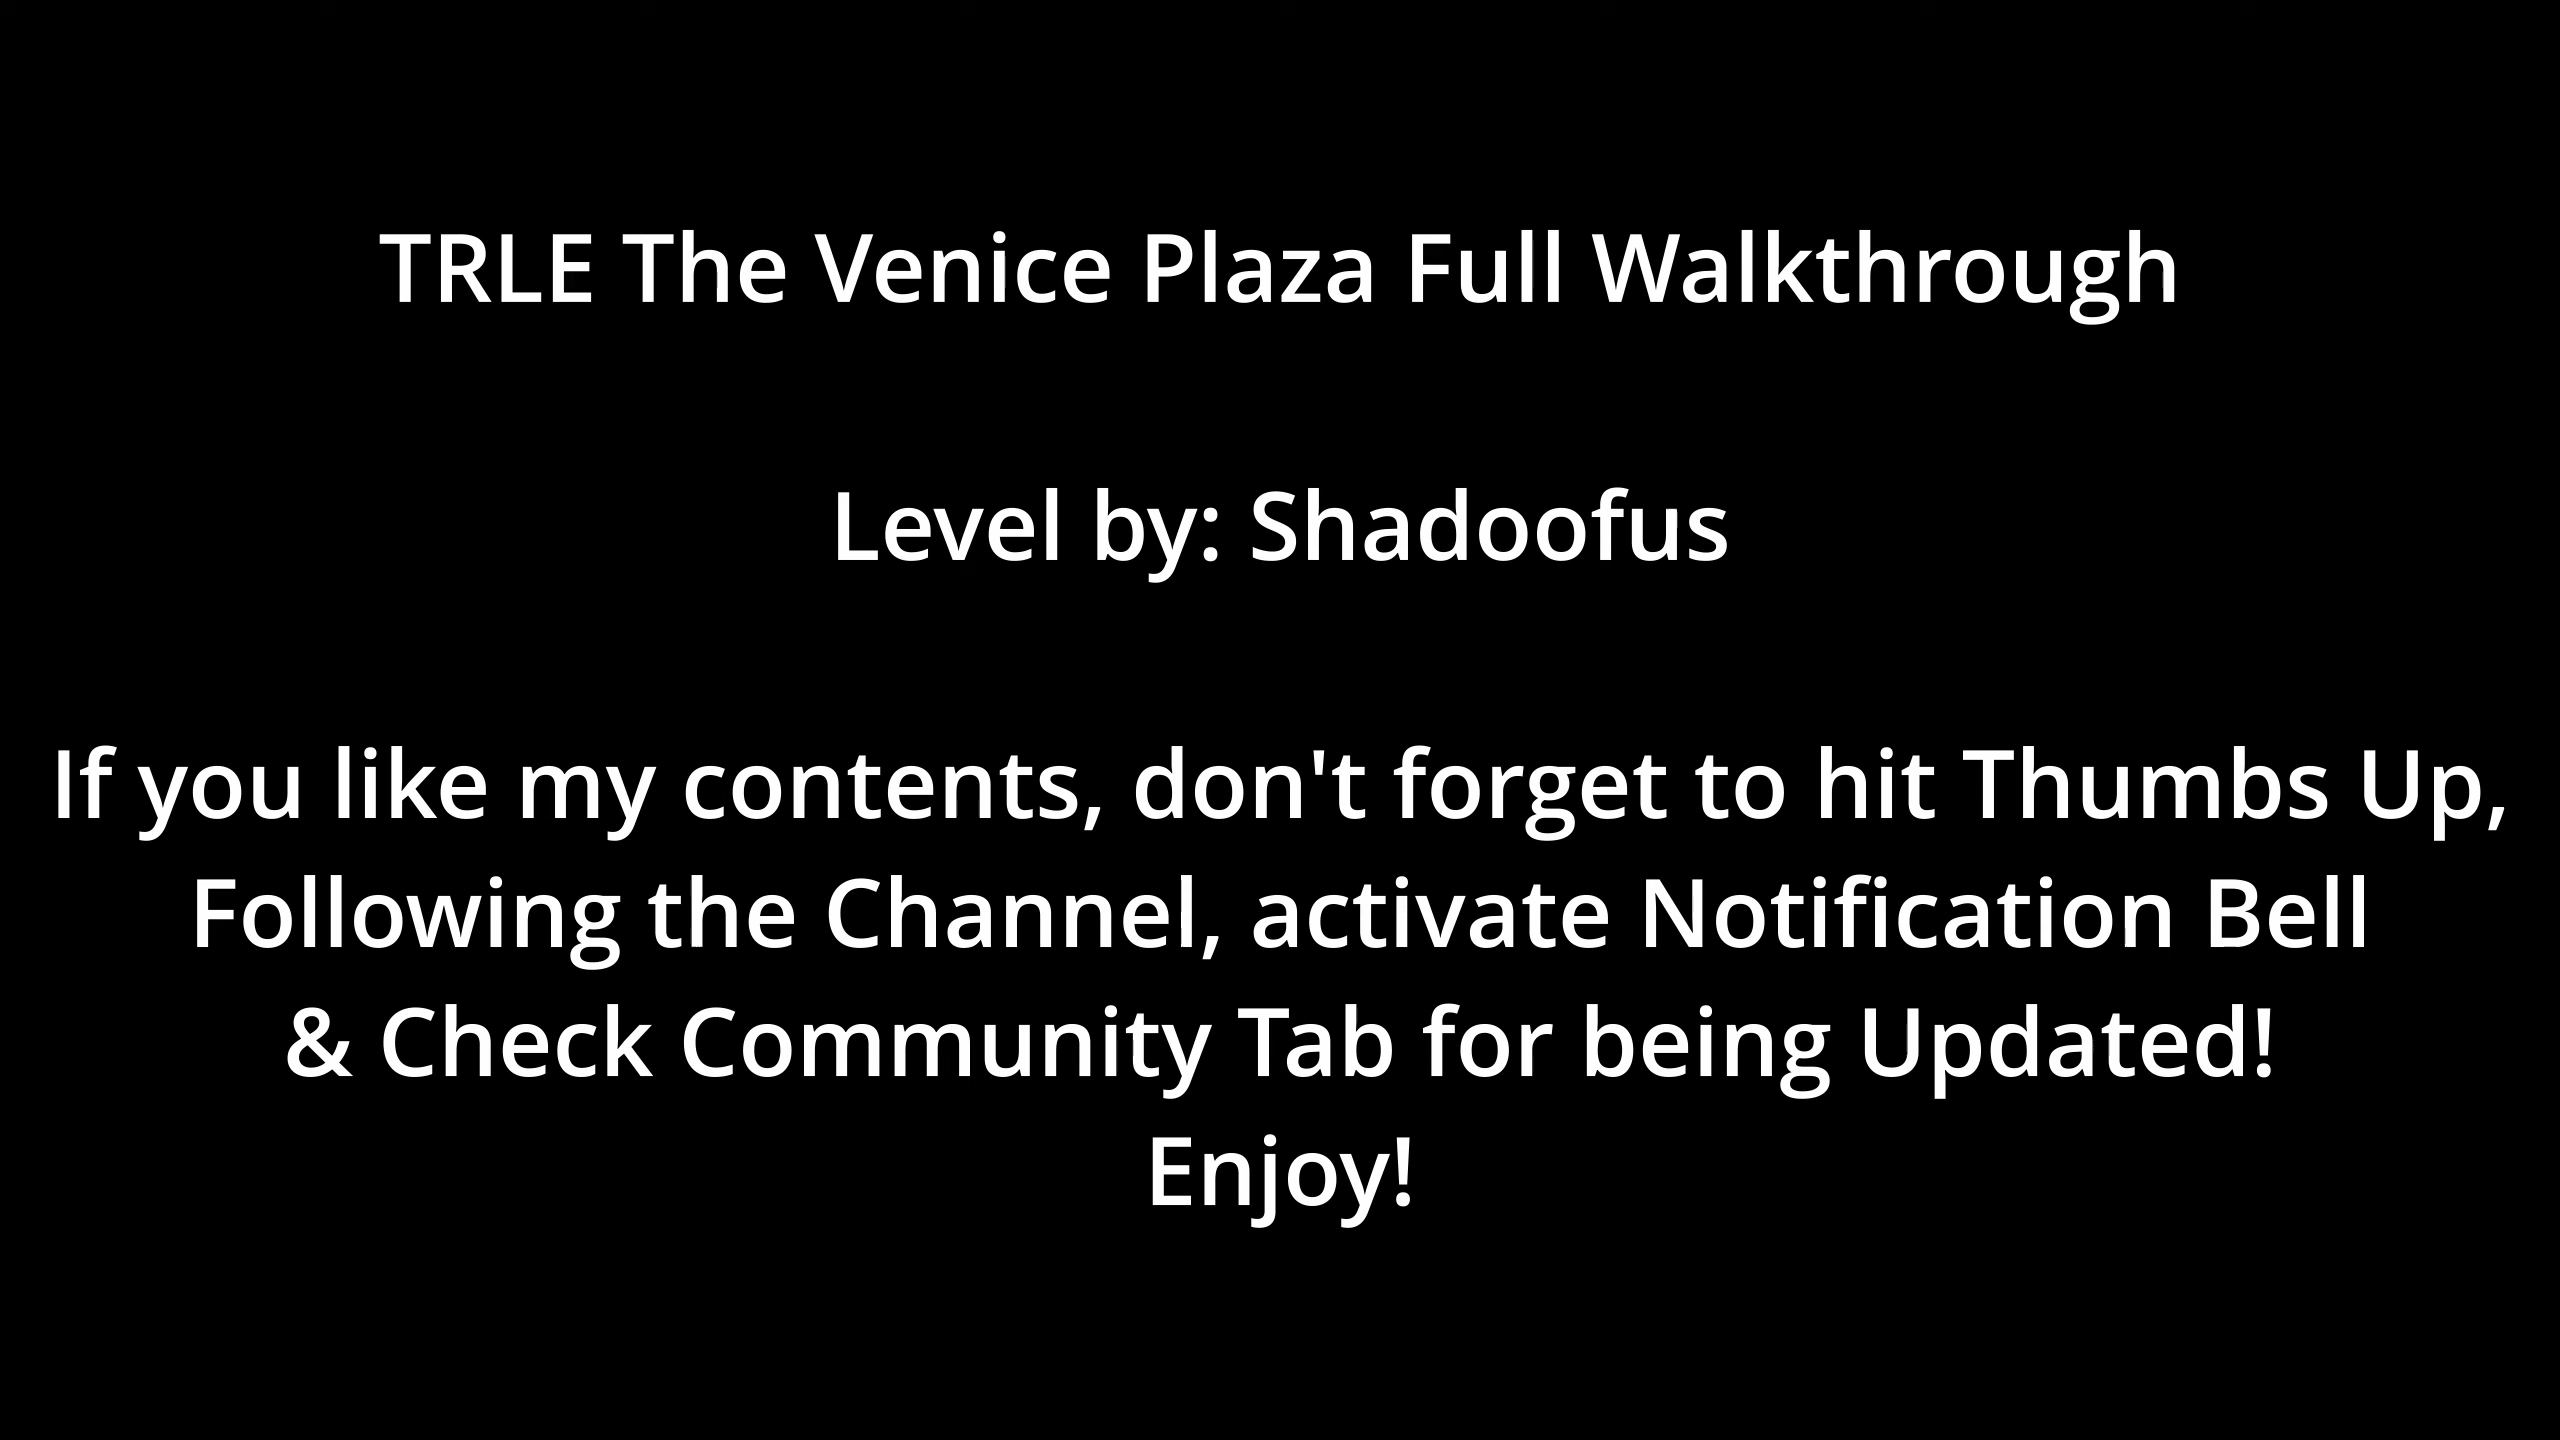 TRLE The Venice Plaza Full Walkthrough
Level by: Shadoofus
If you like my contents, don't forget to hit Thumbs Up,
Following the Channel, activate Notification Bell
& Check Community Tab for being Updated!
Enjoy!